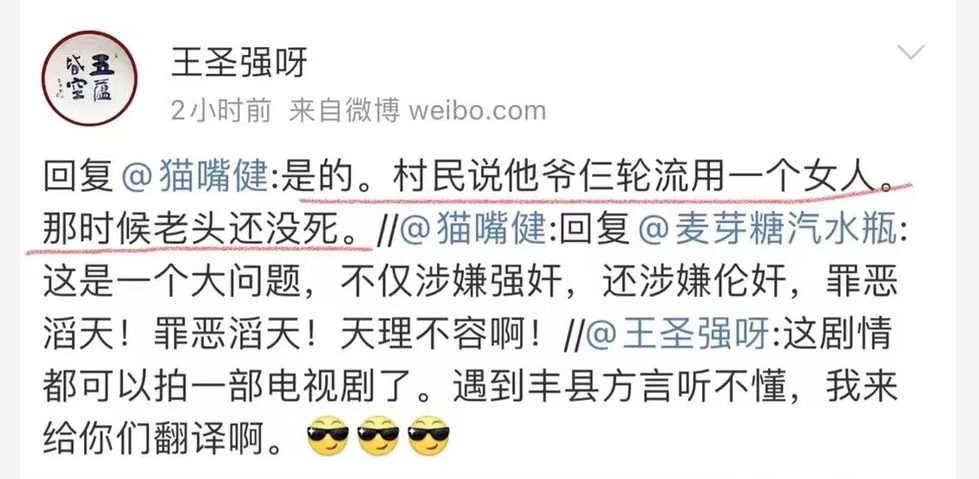 五蕴
皆空
王圣强呀
2小时前 来自微博 weibo.com
回复@猫嘴健:是的。村民说他爷仨轮流用一个女人。
那时候老头还没死。//@猫嘴健:回复@麦芽糖汽水瓶:
这是一个大问题，不仅涉嫌强奸，还涉嫌伦奸，罪恶
滔天！罪恶滔天！天理不容啊！//@王圣强呀:这剧情
都可以拍一部电视剧了。遇到丰县方言听不懂，我来
给你们翻译啊。😎😎😎